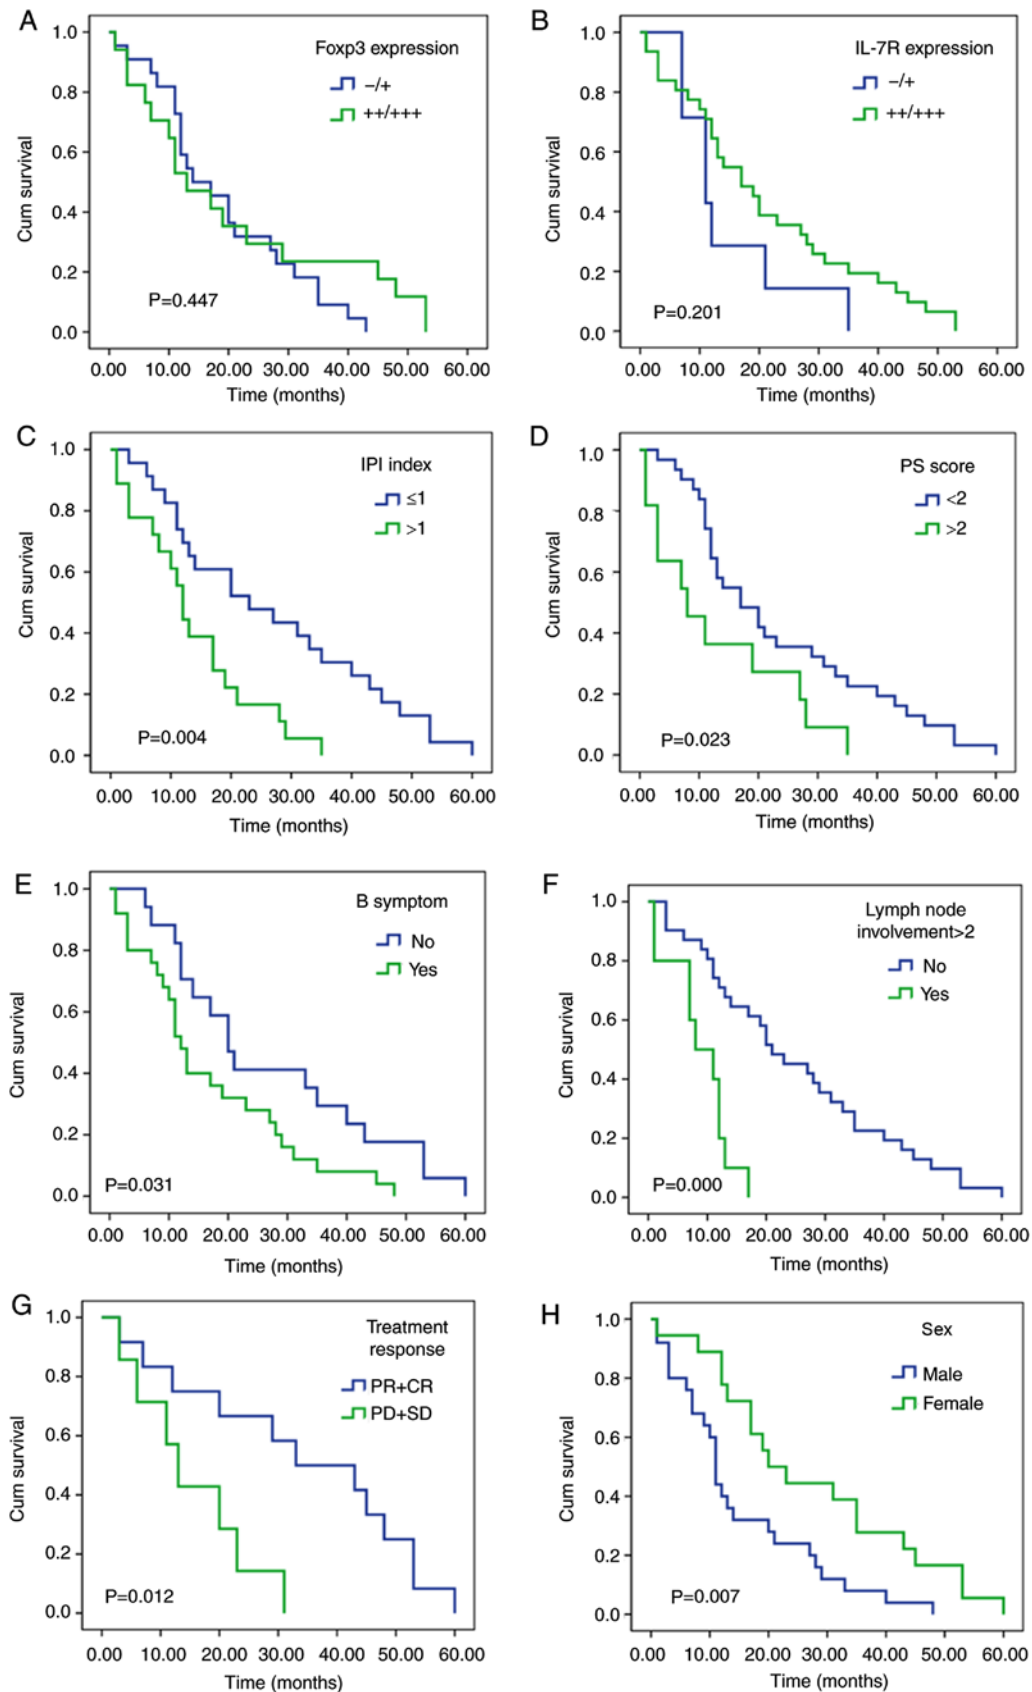 A
Foxp3 expression
−/+
++/+++
1.0
0.8
0.6
0.4
0.2
0.0
Cum survival
P=0.447
0.00 10.00 20.00 30.00 40.00 50.00 60.00
Time (months)
B
IL-7R expression
−/+
++/+++
1.0
0.8
0.6
0.4
0.2
0.0
Cum survival
P=0.201
0.00 10.00 20.00 30.00 40.00 50.00 60.00
Time (months)
C
IPI index
≤1
>1
1.0
0.8
0.6
0.4
0.2
0.0
Cum survival
P=0.004
0.00 10.00 20.00 30.00 40.00 50.00 60.00
Time (months)
D
PS score
<2
>2
1.0
0.8
0.6
0.4
0.2
0.0
Cum survival
P=0.023
0.00 10.00 20.00 30.00 40.00 50.00 60.00
Time (months)
E
B symptom
No
Yes
1.0
0.8
0.6
0.4
0.2
0.0
Cum survival
P=0.031
0.00 10.00 20.00 30.00 40.00 50.00 60.00
Time (months)
F
Lymph node
involvement>2
No
Yes
1.0
0.8
0.6
0.4
0.2
0.0
Cum survival
P=0.000
0.00 10.00 20.00 30.00 40.00 50.00 60.00
Time (months)
G
Treatment
response
PR+CR
PD+SD
1.0
0.8
0.6
0.4
0.2
0.0
Cum survival
P=0.012
0.00 10.00 20.00 30.00 40.00 50.00 60.00
Time (months)
H
Sex
Male
Female
1.0
0.8
0.6
0.4
0.2
0.0
Cum survival
P=0.007
0.00 10.00 20.00 30.00 40.00 50.00 60.00
Time (months)